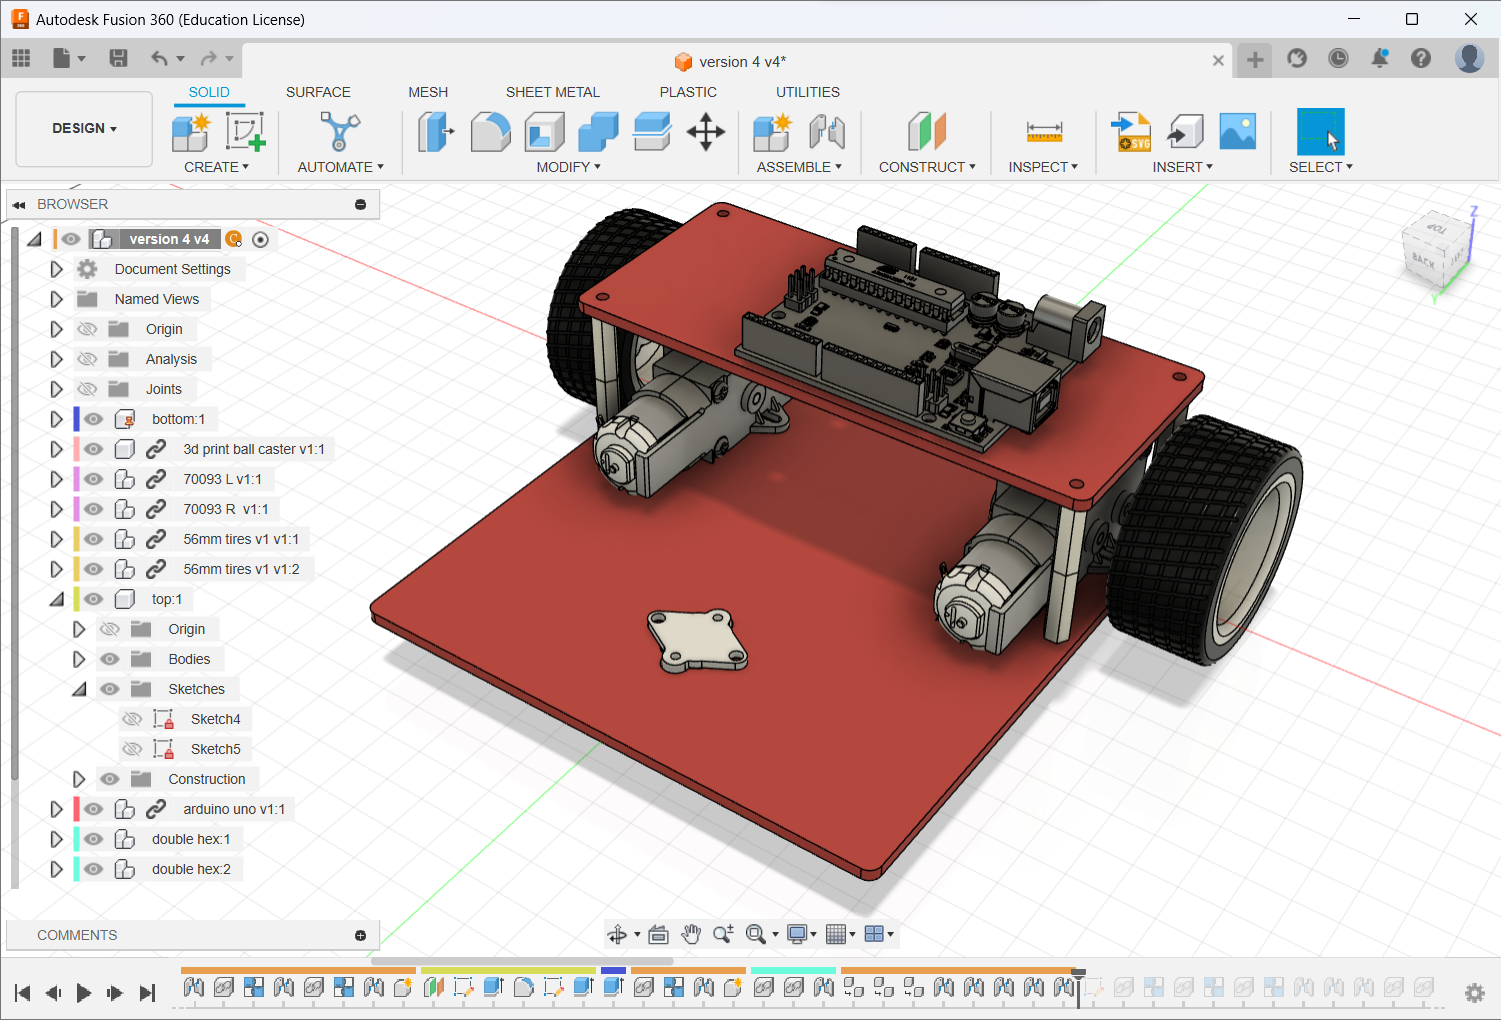 Autodesk Fusion 360 (Education License)
version 4 v4*
SOLID SURFACE MESH SHEET METAL PLASTIC UTILITIES
DESIGN
CREATE AUTOMATE MODIFY ASSEMBLE CONSTRUCT INSPECT INSERT SELECT
SVG
BROWSER
version 4 v4
Document Settings
Named Views
Origin
Analysis
Joints
bottom:1
3d print ball caster v1:1
70093 L v1:1
70093 R v1:1
56mm tires v1 v1:1
56mm tires v1 v1:2
top:1
Origin
Bodies
Sketches
Sketch4
Sketch5
Construction
arduino uno v1:1
double hex:1
double hex:2
COMMENTS
Z
TOP
BACK
Y